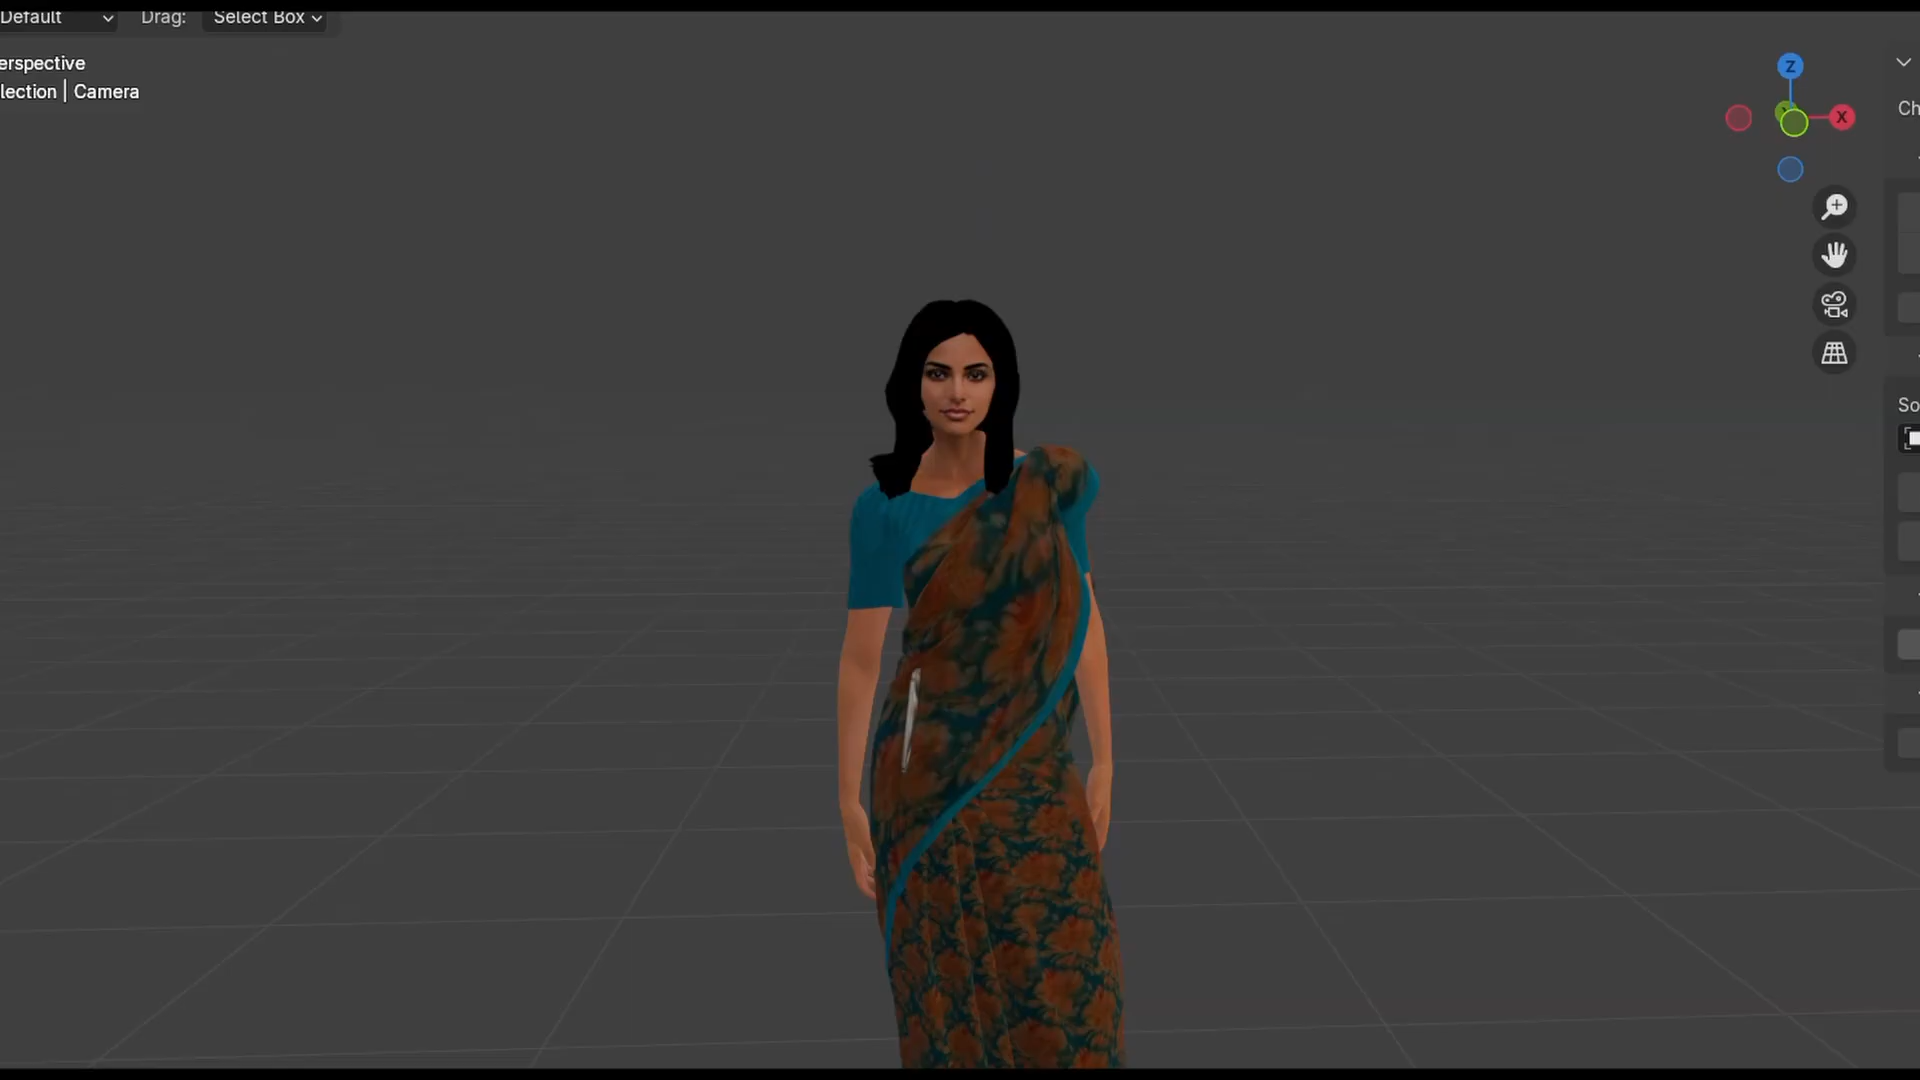 Default Drag: Select Box
erspective
lection | Camera
Z
X
Ch
So